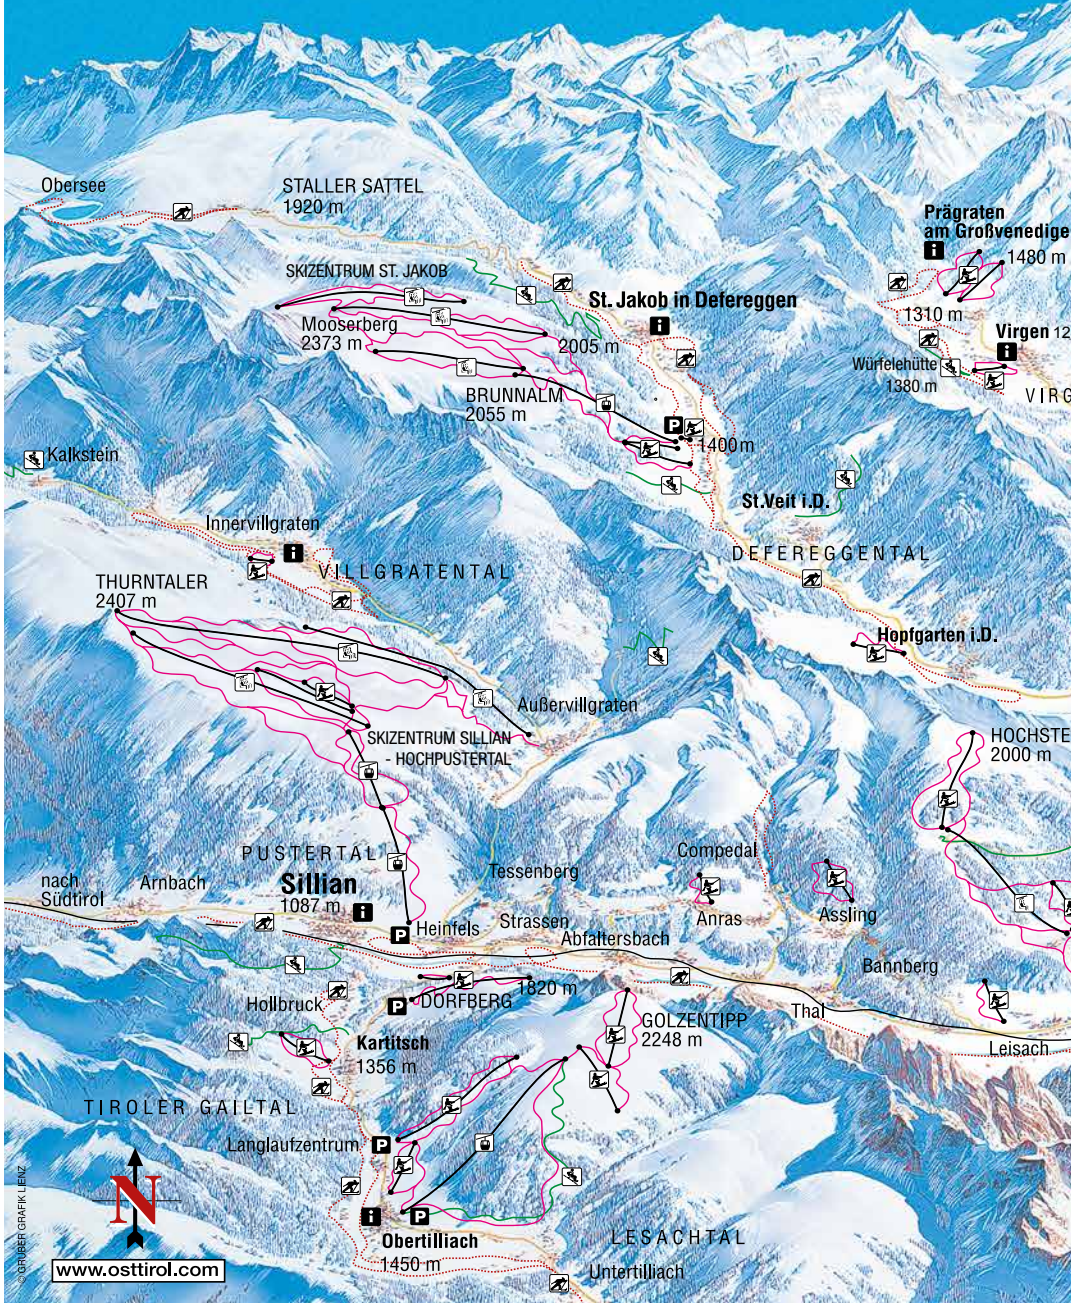 Obersee
STALLER SATTEL
1920 m
Prägraten
am Großvenedige
1480 m
SKIZENTRUM ST. JAKOB
St. Jakob in Defereggen
1310 m
Mooserberg
2373 m
2005 m
Virgen 12
Würfelehütte
1380 m
BRUNNALM
2055 m
VIRG
P
1400m
Kalkstein
St.Veit i.D.
Innervillgraten
DEFEREGGENTAL
VILLGRATENTAL
THURNTALER
2407 m
Hopfgarten i.D.
Außervillgraten
SKIZENTRUM SILLIAN
- HOCHPUSTERTAL
HOCHSTE
2000 m
PUSTERTAL
Compedal
Tessenberg
nach
Südtirol
Arnbach
Sillian
1087 m
P
Heinfels
Strassen
Abfaltersbach
Anras
Assling
Bannberg
Hollbruck
P
DORFBERG
1820 m
GOLZENTIPP
2248 m
Thal
Leisach
Kartitsch
1356 m
TIROLER GAILTAL
Langlaufzentrum
P
N
P
Obertilliach
1450 m
LESACHTAL
Untertilliach
www.osttirol.com
© GRUBER GRAFIK LIENZ